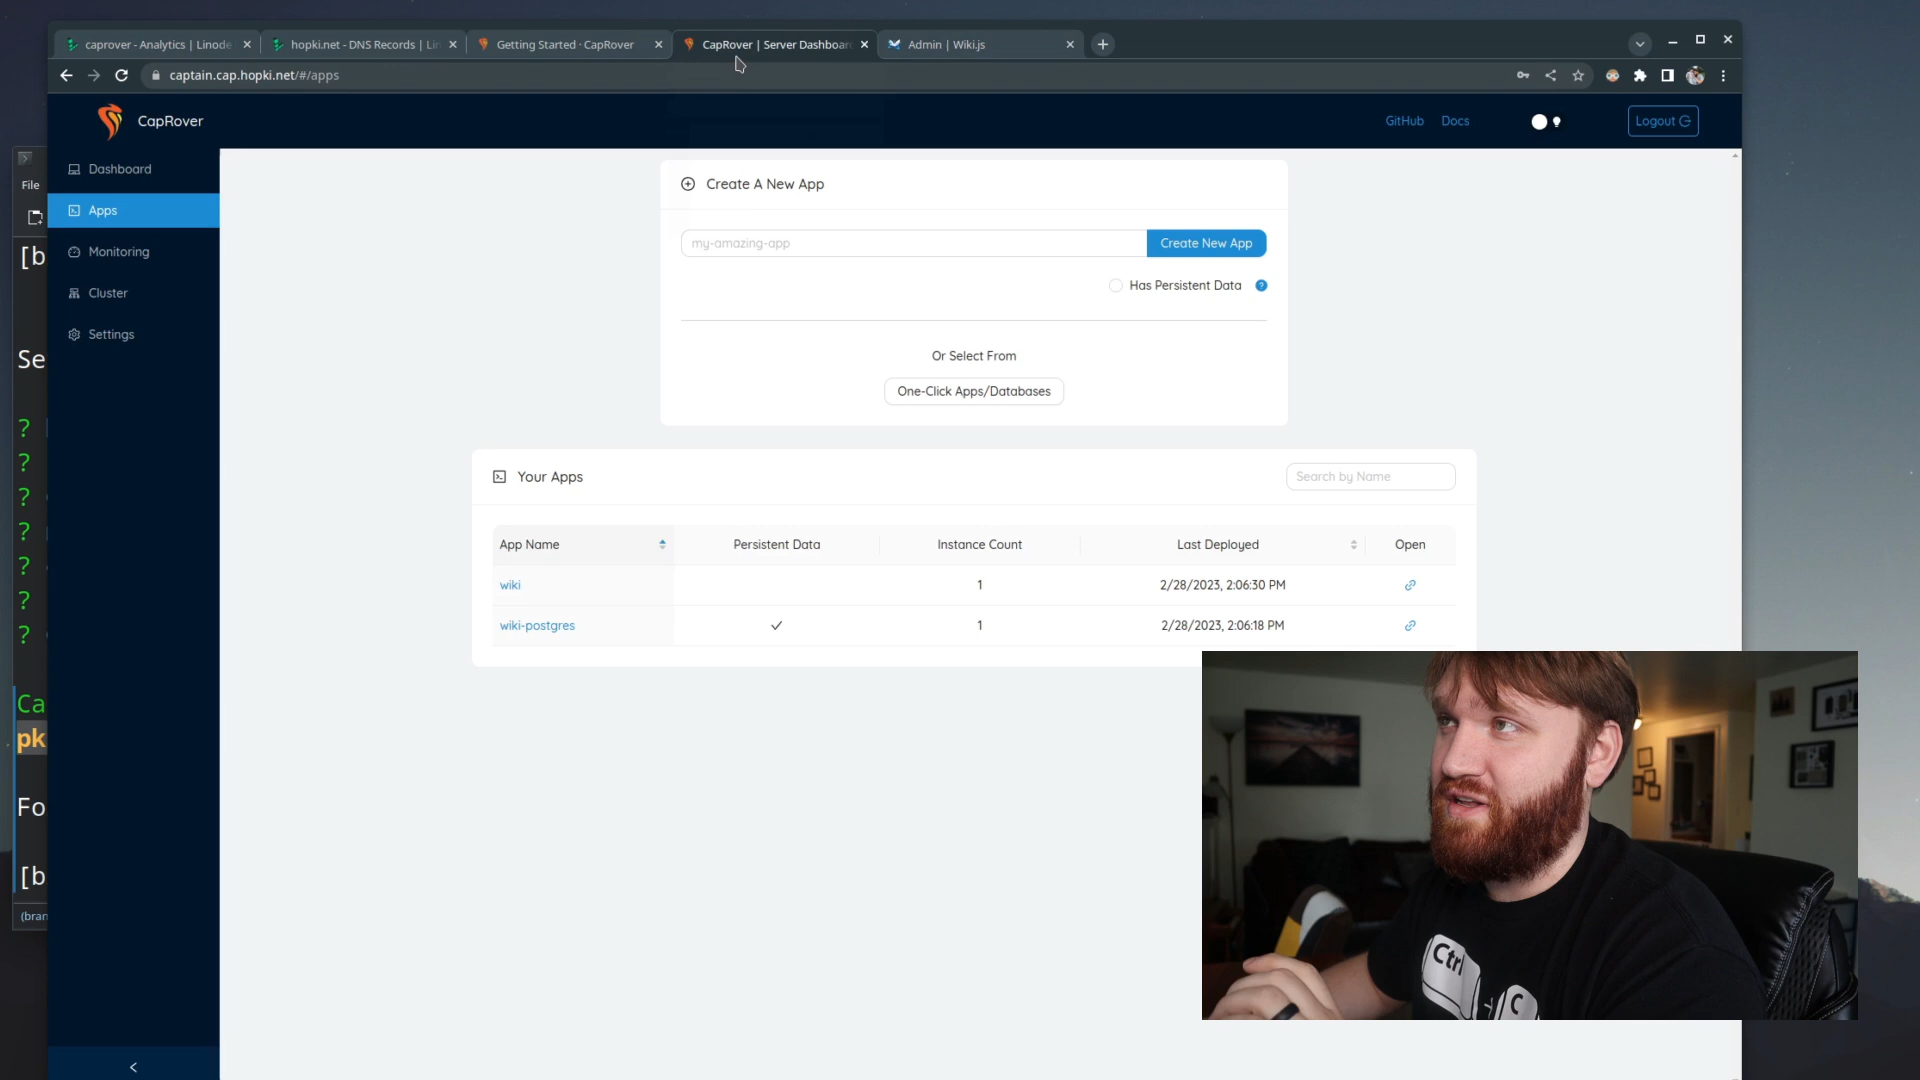 caprover - Analytics | Linode
hopki.net - DNS Records | Lin
Getting Started · CapRover
CapRover | Server Dashboar
Admin | Wiki.js
captain.cap.hopki.net/#/apps
CapRover
GitHub
Docs
Logout
Dashboard
Apps
Monitoring
Cluster
Settings
File
[b
Se
?
?
?
?
?
?
?
Ca
pk
Fo
[b
(bran
Create A New App
my-amazing-app
Create New App
Has Persistent Data
?
Or Select From
One-Click Apps/Databases
Your Apps
Search by Name
App Name
Persistent Data
Instance Count
Last Deployed
Open
wiki
1
2/28/2023, 2:06:30 PM
wiki-postgres
1
2/28/2023, 2:06:18 PM
Ctrl
+
C